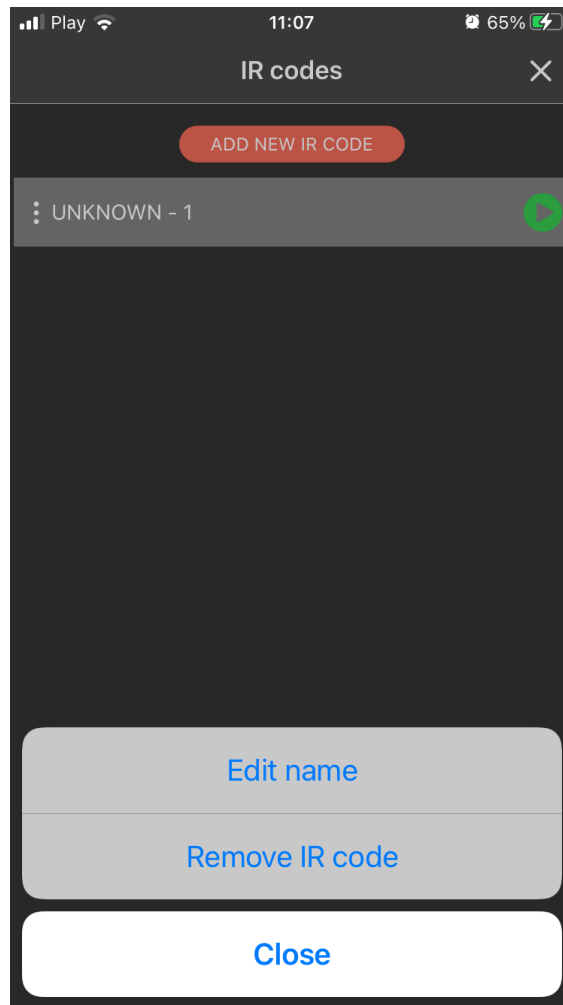 Play 11:07 65%
IR codes
ADD NEW IR CODE
UNKNOWN - 1
Edit name
Remove IR code
Close